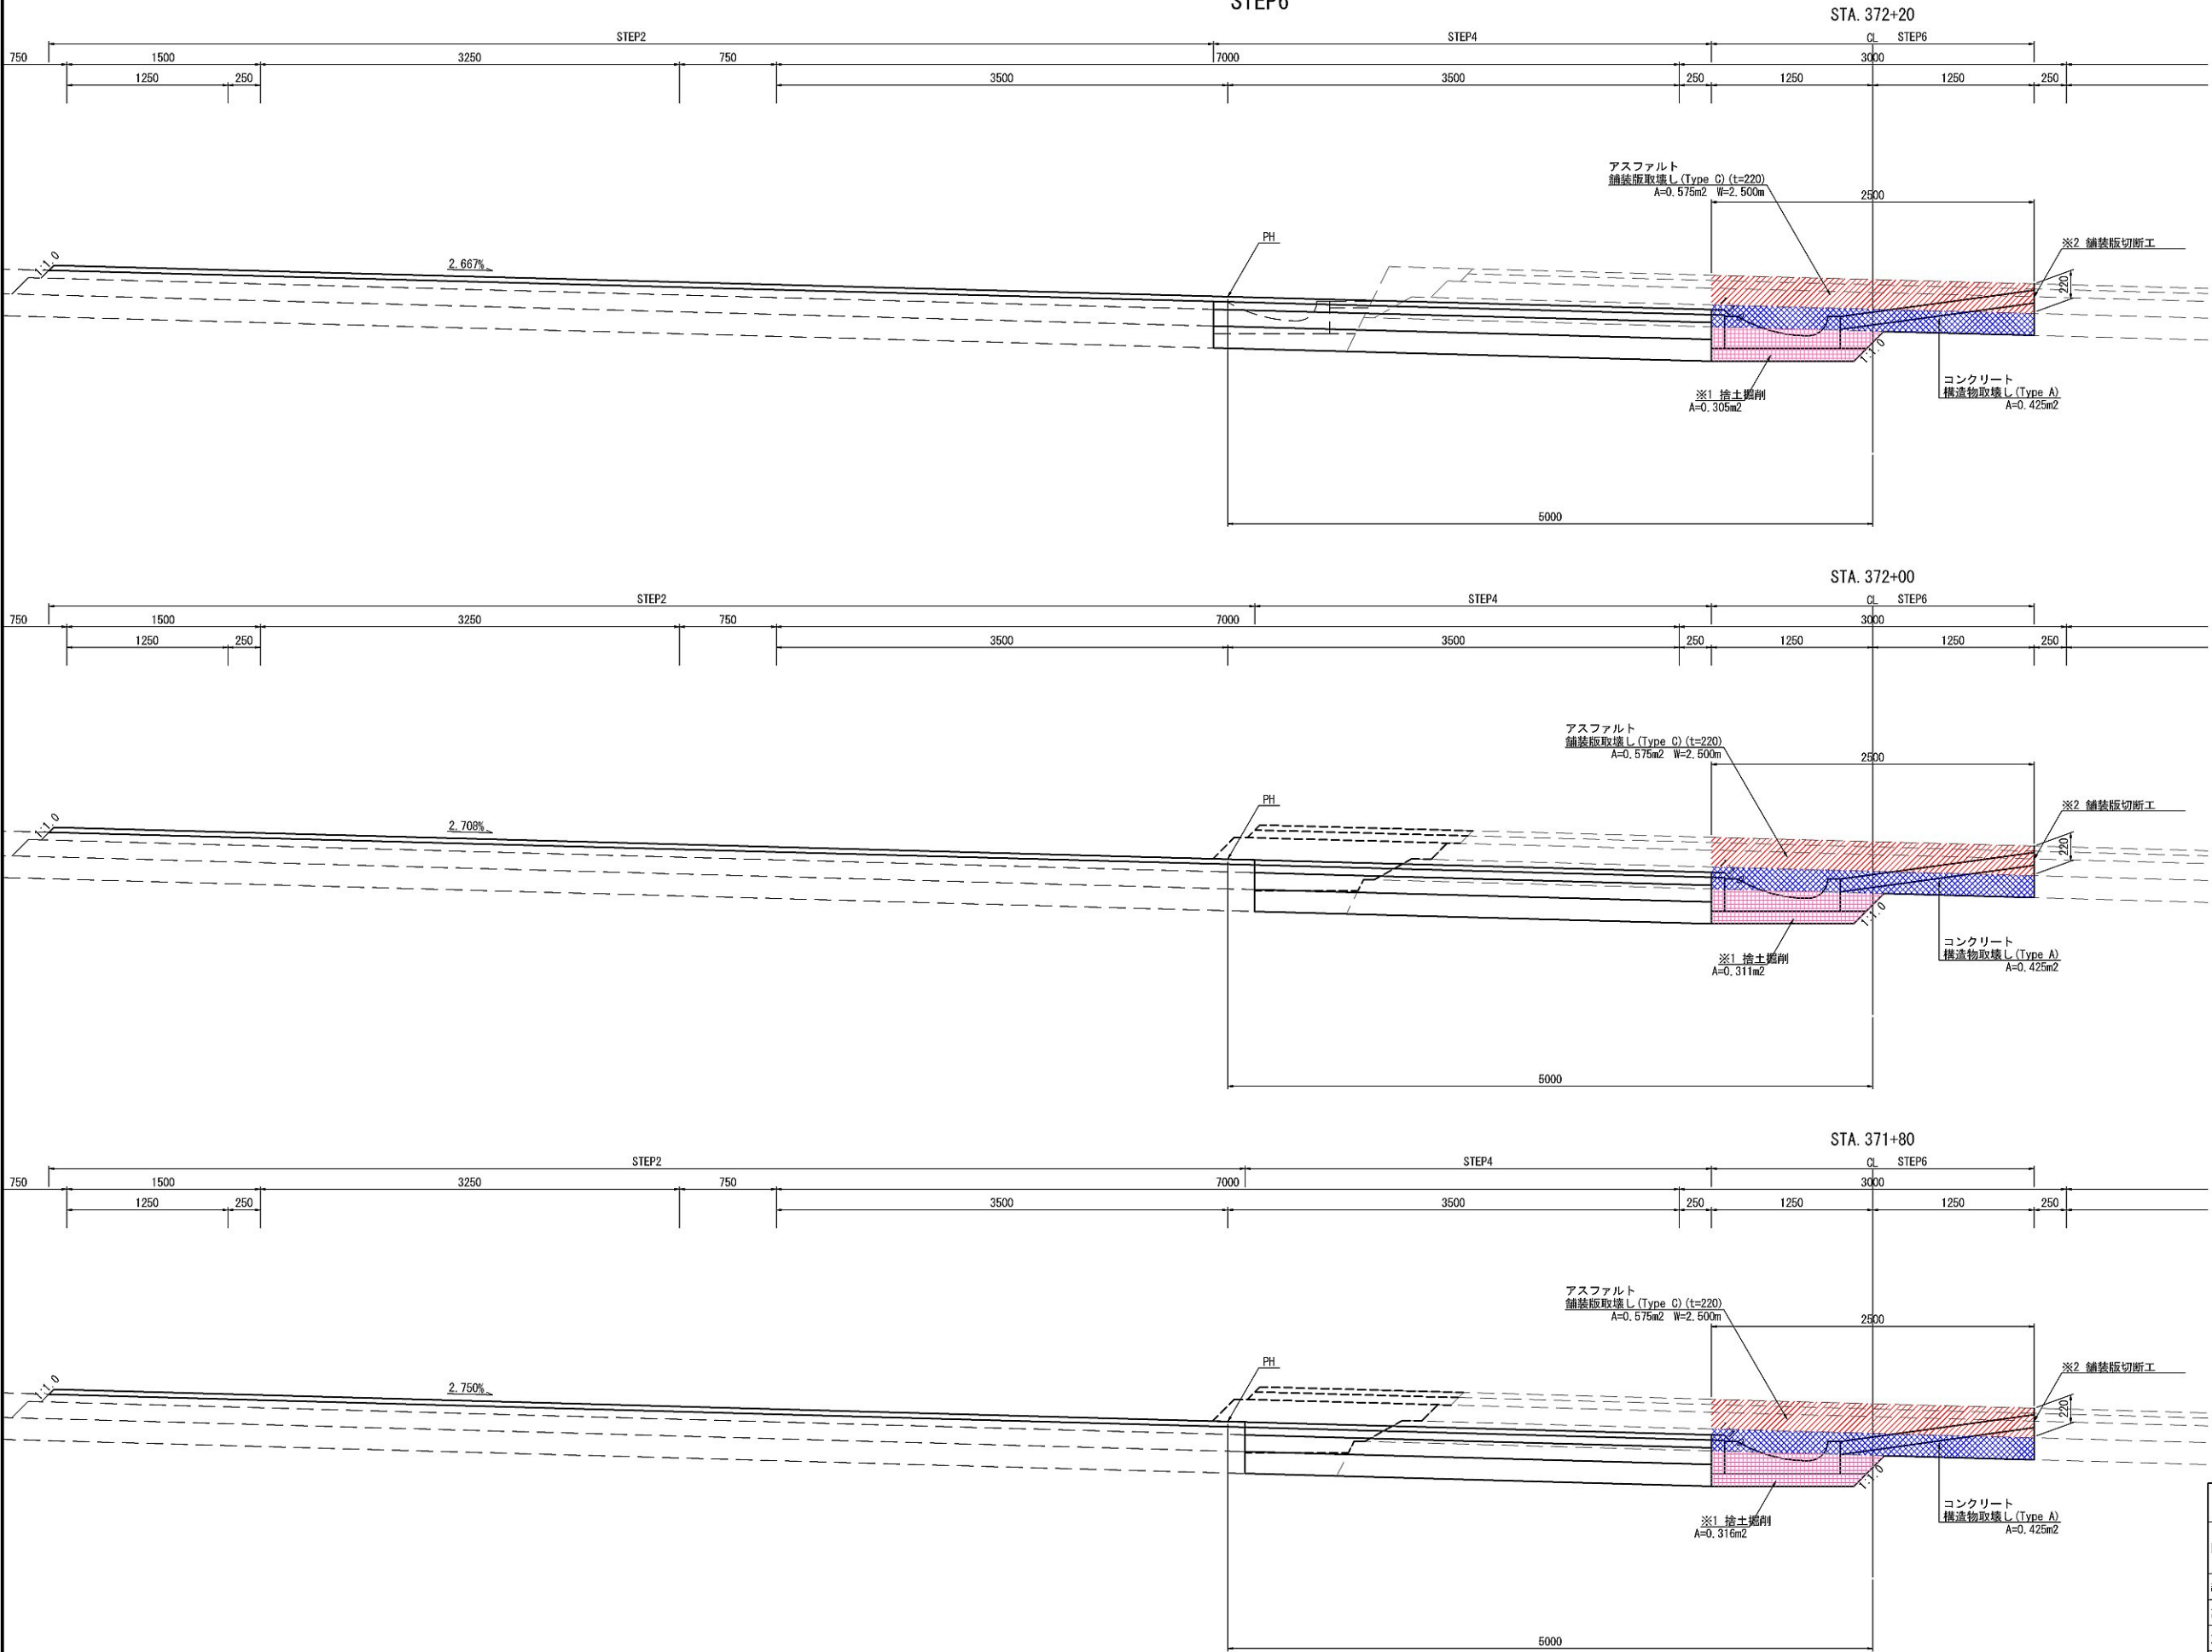 STEP6
STA. 372+20
STEP2
STEP4
CL STEP6
750
1500
3250
750
7000
3000
1250
250
3500
3500
250
1250
1250
250
アスファルト
舗装版取壊し(Type C)(t=220)
A=0.575m2 W=2.500m
2500
PH
※2 舗装版切断工
1:1.0
2.667%
220
1:1.0
※1 捨土掘削
A=0.305m2
コンクリート
構造物取壊し(Type A)
A=0.425m2
5000
STA. 372+00
STEP2
STEP4
CL STEP6
750
1500
3250
750
7000
3000
1250
250
3500
3500
250
1250
1250
250
アスファルト
舗装版取壊し(Type C)(t=220)
A=0.575m2 W=2.500m
2500
PH
※2 舗装版切断工
1:1.0
2.708%
220
1:1.0
※1 捨土掘削
A=0.311m2
コンクリート
構造物取壊し(Type A)
A=0.425m2
5000
STA. 371+80
STEP2
STEP4
CL STEP6
750
1500
3250
750
7000
3000
1250
250
3500
3500
250
1250
1250
250
アスファルト
舗装版取壊し(Type C)(t=220)
A=0.575m2 W=2.500m
2500
PH
※2 舗装版切断工
1:1.0
2.750%
220
1:1.0
※1 捨土掘削
A=0.316m2
コンクリート
構造物取壊し(Type A)
A=0.425m2
5000